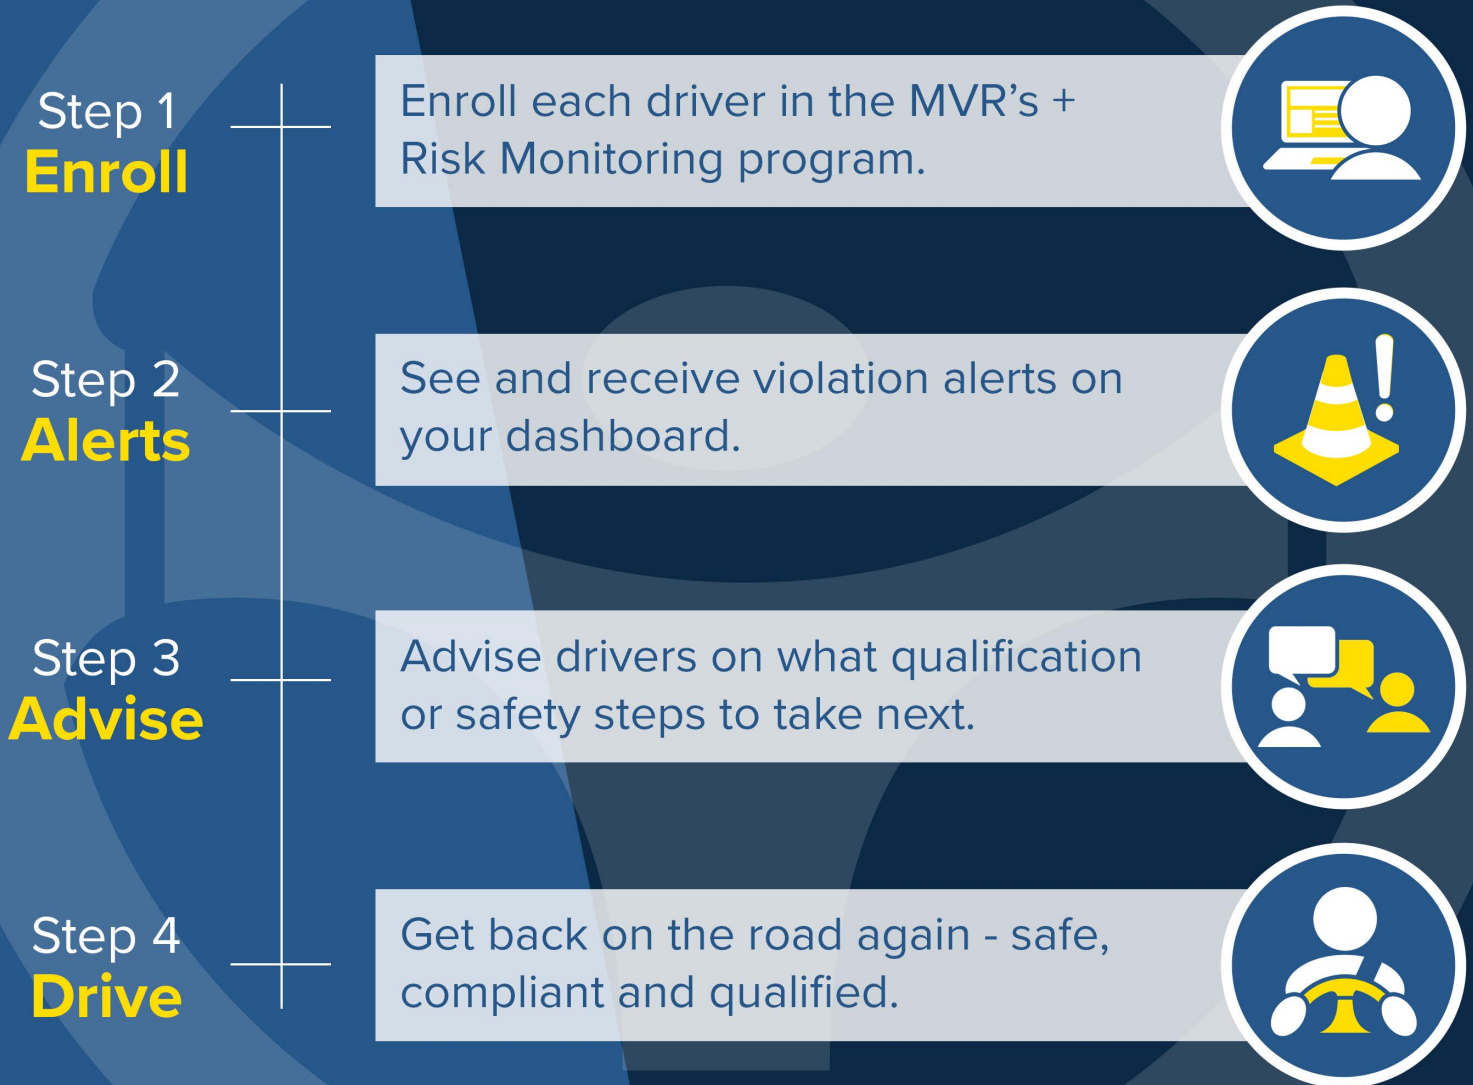 Step 1
Enroll
Enroll each driver in the MVR’s +
Risk Monitoring program.
Step 2
Alerts
See and receive violation alerts on
your dashboard.
Step 3
Advise
Advise drivers on what qualification
or safety steps to take next.
Step 4
Drive
Get back on the road again - safe,
compliant and qualified.